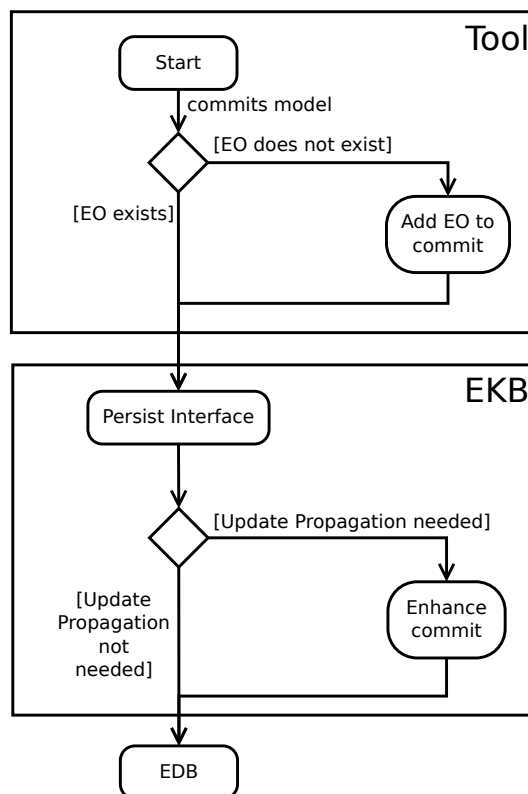 Tool
Start
commits model
[EO does not exist]
[EO exists]
Add EO to
commit
EKB
Persist Interface
[Update Propagation needed]
[Update
Propagation
not
needed]
Enhance
commit
EDB